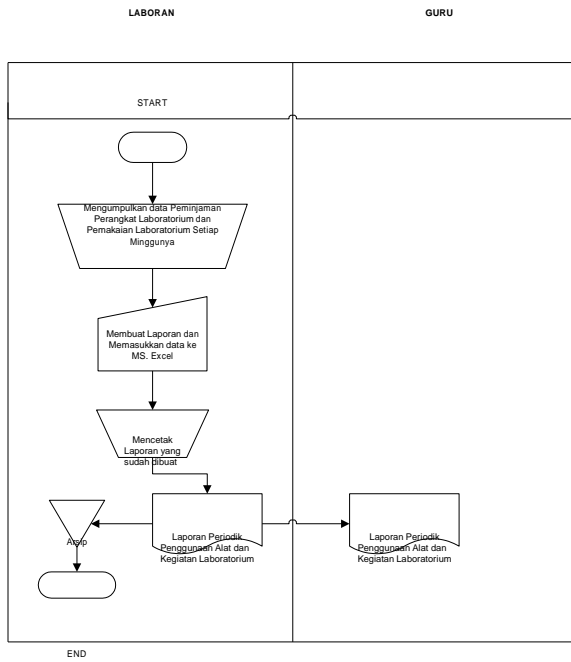 LABORAN
GURU
START
Mengumpulkan data Peminjaman
Perangkat Laboratorium dan
Pemakaian Laboratorium Setiap
Minggunya
Membuat Laporan dan
Memasukkan data ke
MS. Excel
Mencetak
Laporan yang
sudah dibuat
Arsip
Laporan Periodik
Penggunaan Alat dan
Kegiatan Laboratorium
Laporan Periodik
Penggunaan Alat dan
Kegiatan Laboratorium
END